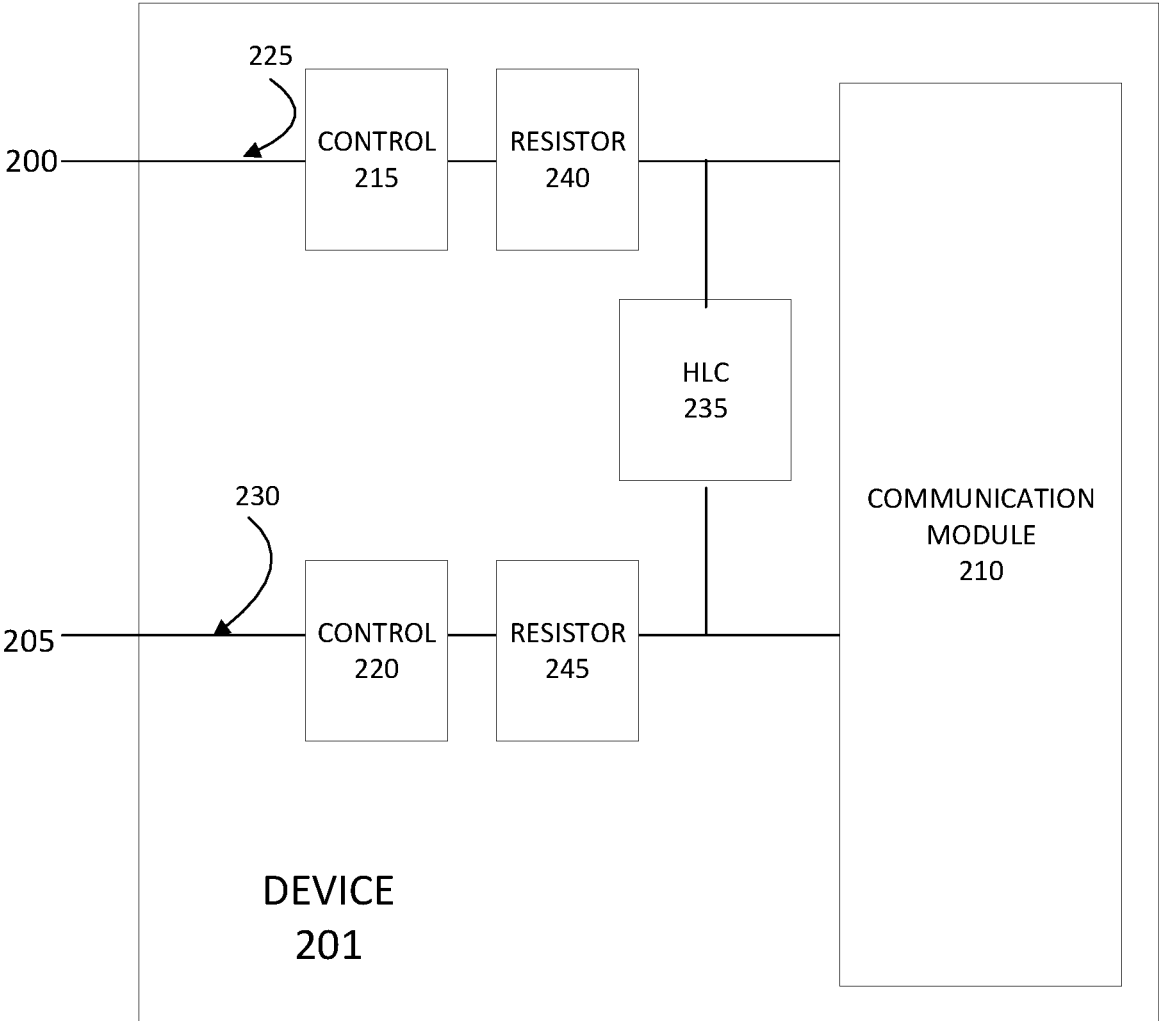 225
200
CONTROL
215
RESISTOR
240
HLC
235
230
COMMUNICATION
MODULE
210
205
CONTROL
220
RESISTOR
245
DEVICE
201